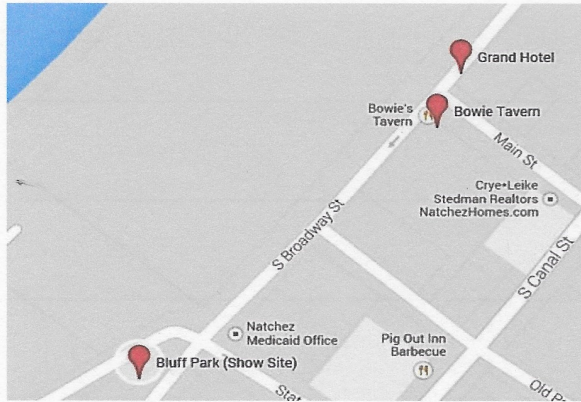 Grand Hotel
Bowie's
Tavern
Bowie Tavern
Main St
Crye•Leike
Stedman Realtors
NatchezHomes.com
S Broadway St
S Canal St
Natchez
Medicaid Office
Pig Out Inn
Barbecue
Bluff Park (Show Site)